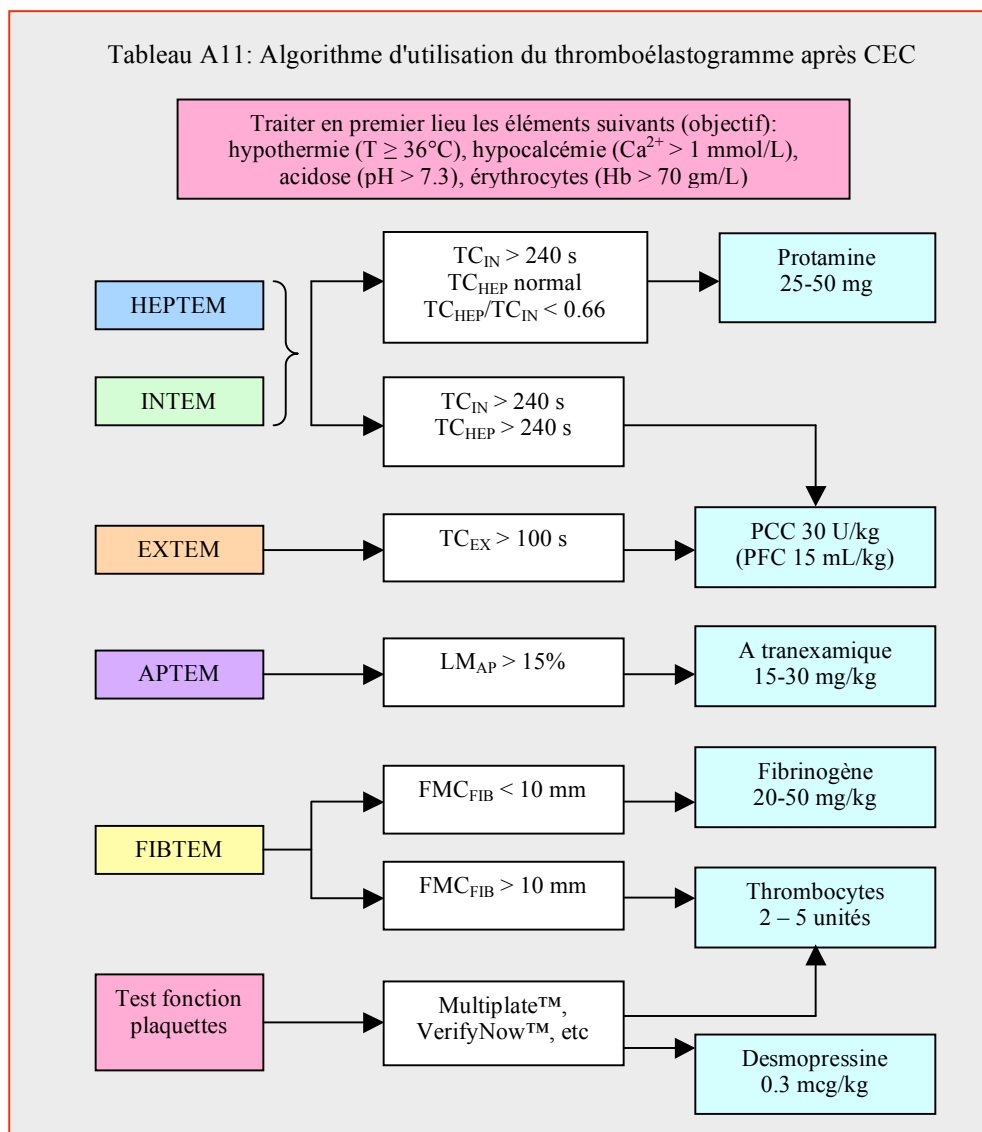 Tableau A11: Algorithme d'utilisation du thromboélastogramme après CEC
Traiter en premier lieu les éléments suivants (objectif):
hypothermie (T ≥ 36°C), hypocalcémie (Ca2+ > 1 mmol/L),
acidose (pH > 7.3), érythrocytes (Hb > 70 gm/L)
HEPTEM
INTEM
TCIN > 240 s
TCHEP normal
TCHEP/TCIN < 0.66
Protamine
25-50 mg
TCIN > 240 s
TCHEP > 240 s
EXTEM
TCEX > 100 s
PCC 30 U/kg
(PFC 15 mL/kg)
APTEM
LMAP > 15%
A tranexamique
15-30 mg/kg
FIBTEM
FMCFIB < 10 mm
Fibrinogène
20-50 mg/kg
FMCFIB > 10 mm
Thrombocytes
2 – 5 unités
Test fonction
plaquettes
Multiplate™,
VerifyNow™, etc
Desmopressine
0.3 mcg/kg